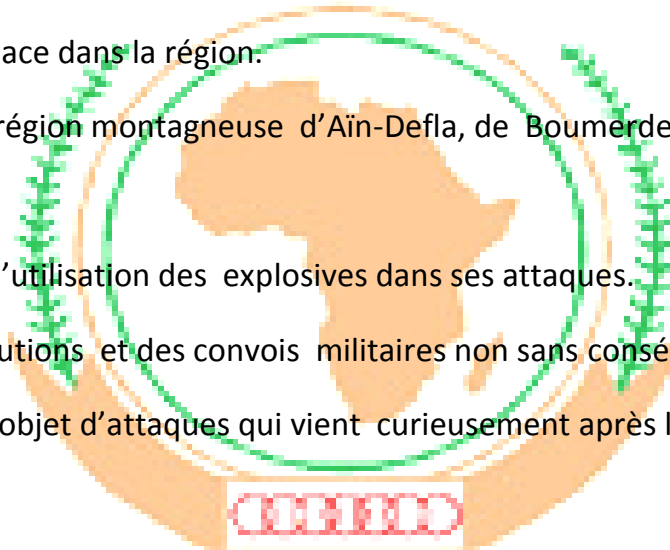 ace dans la région.
région montagneuse d’Aïn-Defla, de Boumerde
’utilisation des explosives dans ses attaques.
utions et des convois militaires non sans consé
objet d’attaques qui vient curieusement après l